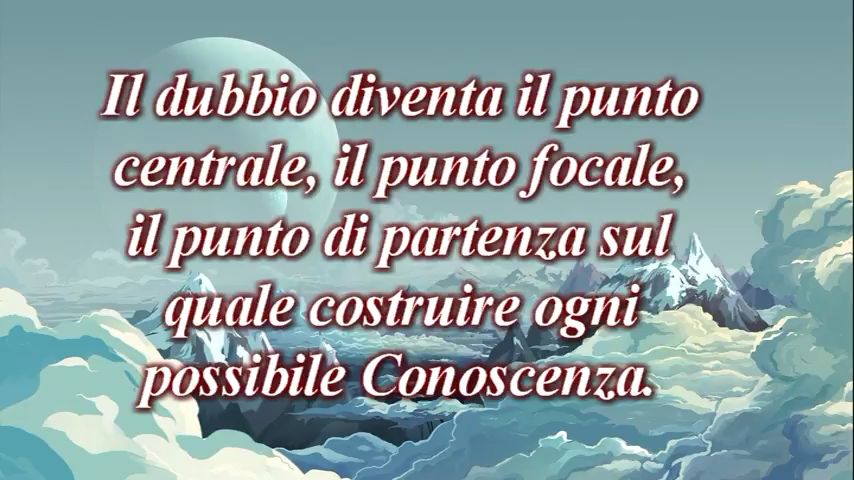 Il dubbio diventa il punto
centrale, il punto focale,
il punto di partenza sul
quale costruire ogni
possibile Conoscenza.